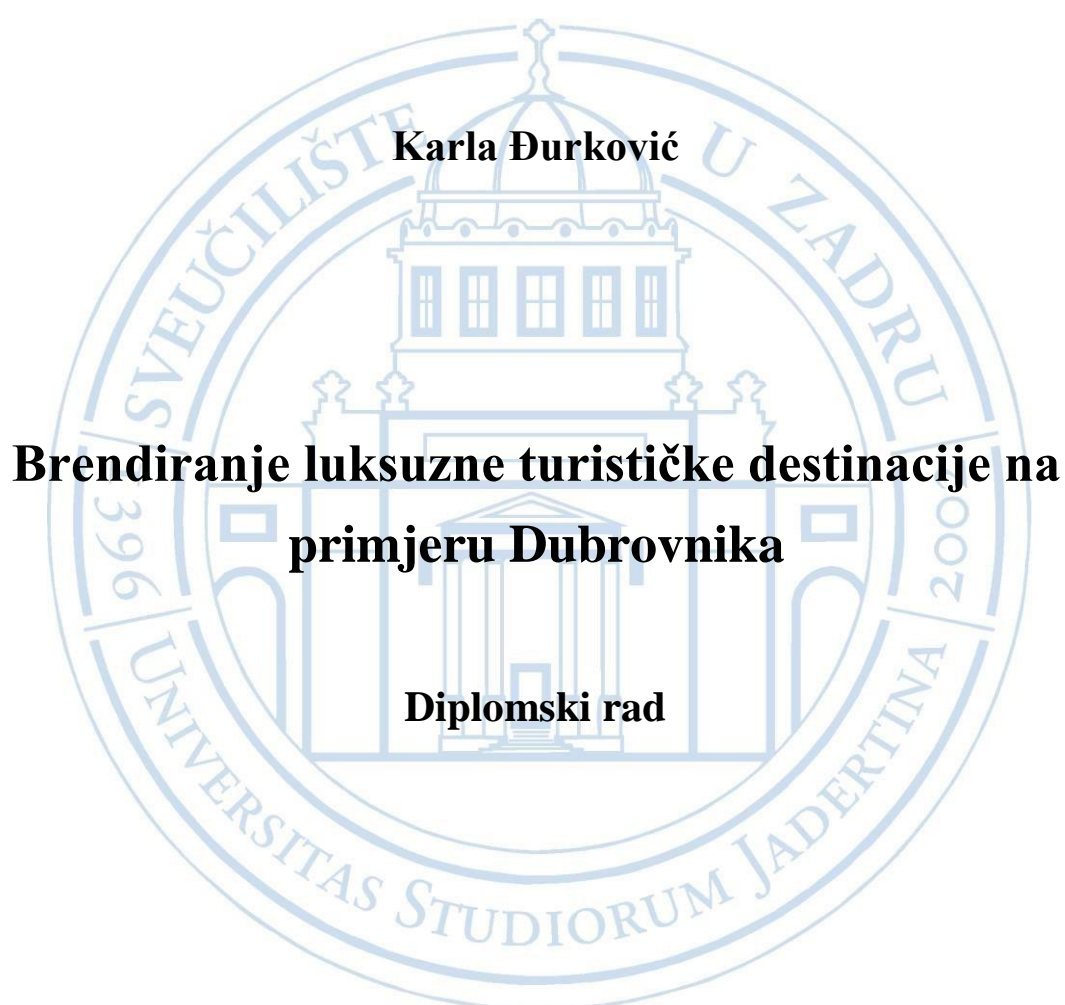 Karla Đurković
Brendiranje luksuzne turističke destinacije na
primjeru Dubrovnika
Diplomski rad
SVEUČILIŠTE U ZADRU
1396
2002
UNIVERSITAS STUDIORUM JADERTINA